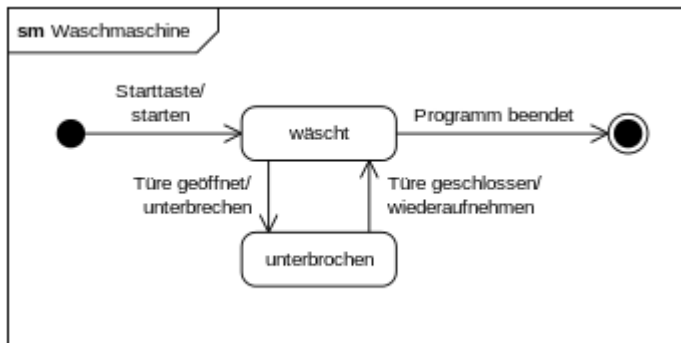 sm Waschmaschine
Starttaste/
starten
wäscht
Programm beendet
Türe geöffnet/
unterbrechen
Türe geschlossen/
wiederaufnehmen
unterbrochen